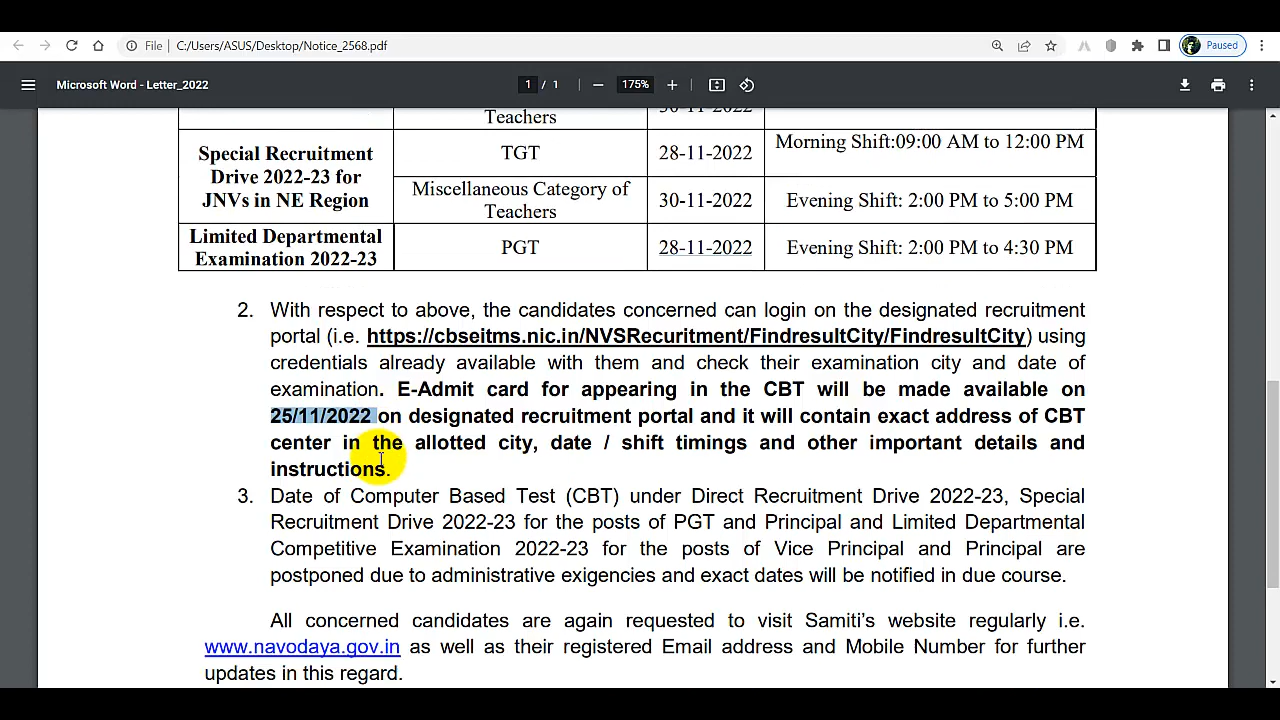 File C:/Users/ASUS/Desktop/Notice_2568.pdf Paused
Microsoft Word - Letter_2022 1 / 1 175%
Teachers 30-11-2022
Special Recruitment Drive 2022-23 for JNVs in NE Region
TGT 28-11-2022 Morning Shift:09:00 AM to 12:00 PM
Miscellaneous Category of Teachers 30-11-2022 Evening Shift: 2:00 PM to 5:00 PM
Limited Departmental Examination 2022-23
PGT 28-11-2022 Evening Shift: 2:00 PM to 4:30 PM
2. With respect to above, the candidates concerned can login on the designated recruitment
portal (i.e. https://cbseitms.nic.in/NVSRecuritment/FindresultCity/FindresultCity) using
credentials already available with them and check their examination city and date of
examination. E-Admit card for appearing in the CBT will be made available on
25/11/2022 on designated recruitment portal and it will contain exact address of CBT
center in the allotted city, date / shift timings and other important details and
instructions.
3. Date of Computer Based Test (CBT) under Direct Recruitment Drive 2022-23, Special
Recruitment Drive 2022-23 for the posts of PGT and Principal and Limited Departmental
Competitive Examination 2022-23 for the posts of Vice Principal and Principal are
postponed due to administrative exigencies and exact dates will be notified in due course.
All concerned candidates are again requested to visit Samiti's website regularly i.e.
www.navodaya.gov.in as well as their registered Email address and Mobile Number for further
updates in this regard.